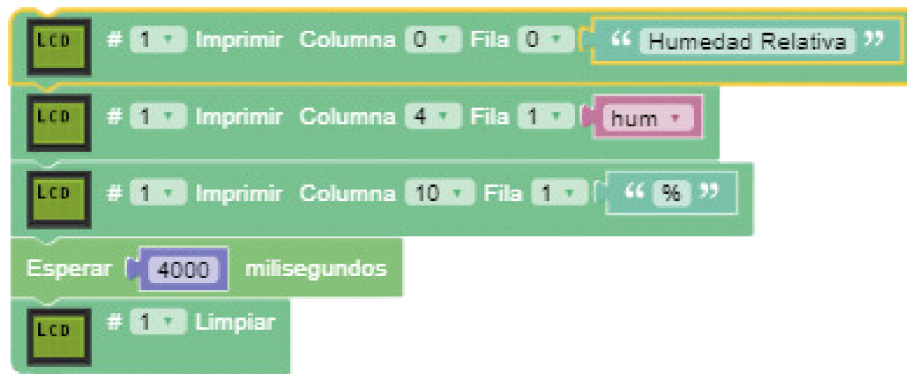 LCD # 1 Imprimir Columna 0 Fila 0 “ Humedad Relativa ”
LCD # 1 Imprimir Columna 4 Fila 1 hum
LCD # 1 Imprimir Columna 10 Fila 1 “ % ”
Esperar 4000 milisegundos
LCD # 1 Limpiar